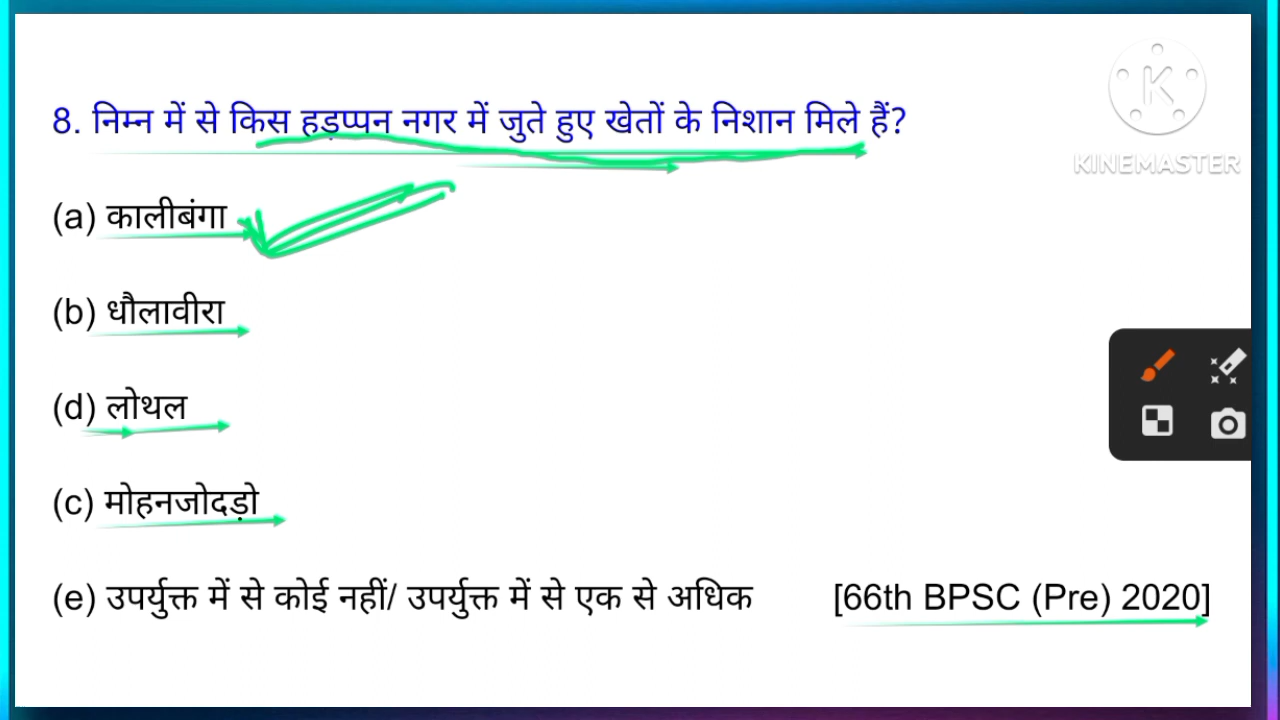 8. निम्न में से किस हड़प्पन नगर में जुते हुए खेतों के निशान मिले हैं?
KINEMASTER
(a) कालीबंगा
(b) धौलावीरा
(d) लोथल
(c) मोहनजोदड़ो
(e) उपर्युक्त में से कोई नहीं/ उपर्युक्त में से एक से अधिक [66th BPSC (Pre) 2020]